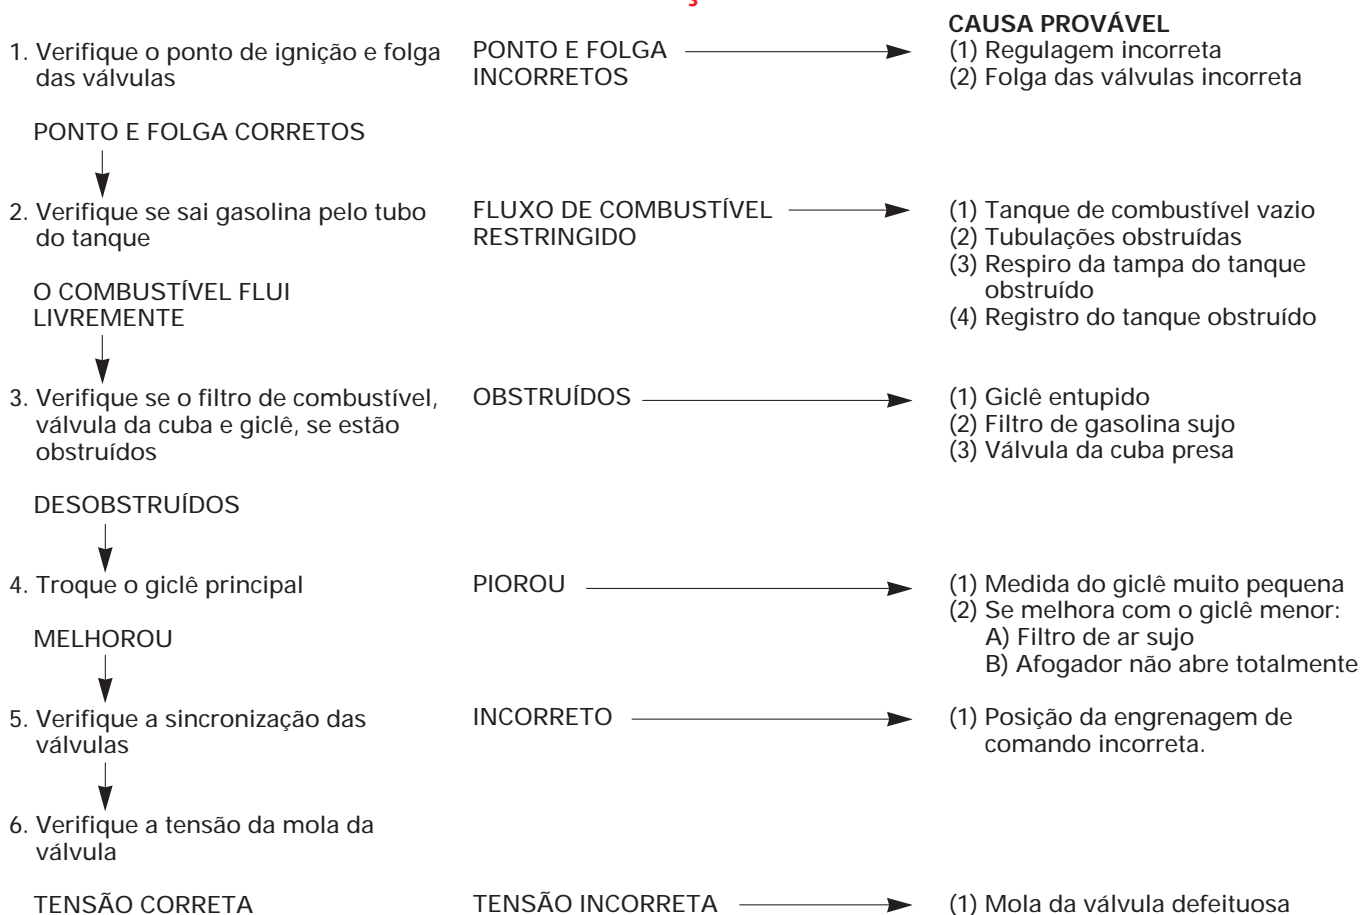 CAUSA PROVÁVEL
1. Verifique o ponto de ignição e folga
das válvulas
PONTO E FOLGA
INCORRETOS
(1) Regulagem incorreta
(2) Folga das válvulas incorreta
PONTO E FOLGA CORRETOS
2. Verifique se sai gasolina pelo tubo
do tanque
FLUXO DE COMBUSTÍVEL
RESTRINGIDO
(1) Tanque de combustível vazio
(2) Tubulações obstruídas
(3) Respiro da tampa do tanque
obstruído
(4) Registro do tanque obstruído
O COMBUSTÍVEL FLUI
LIVREMENTE
3. Verifique se o filtro de combustível,
válvula da cuba e giclê, se estão
obstruídos
OBSTRUÍDOS
(1) Giclê entupido
(2) Filtro de gasolina sujo
(3) Válvula da cuba presa
DESOBSTRUÍDOS
4. Troque o giclê principal
PIOROU
(1) Medida do giclê muito pequena
(2) Se melhora com o giclê menor:
A) Filtro de ar sujo
B) Afogador não abre totalmente
MELHOROU
5. Verifique a sincronização das
válvulas
INCORRETO
(1) Posição da engrenagem de
comando incorreta.
6. Verifique a tensão da mola da
válvula
TENSÃO CORRETA
TENSÃO INCORRETA
(1) Mola da válvula defeituosa